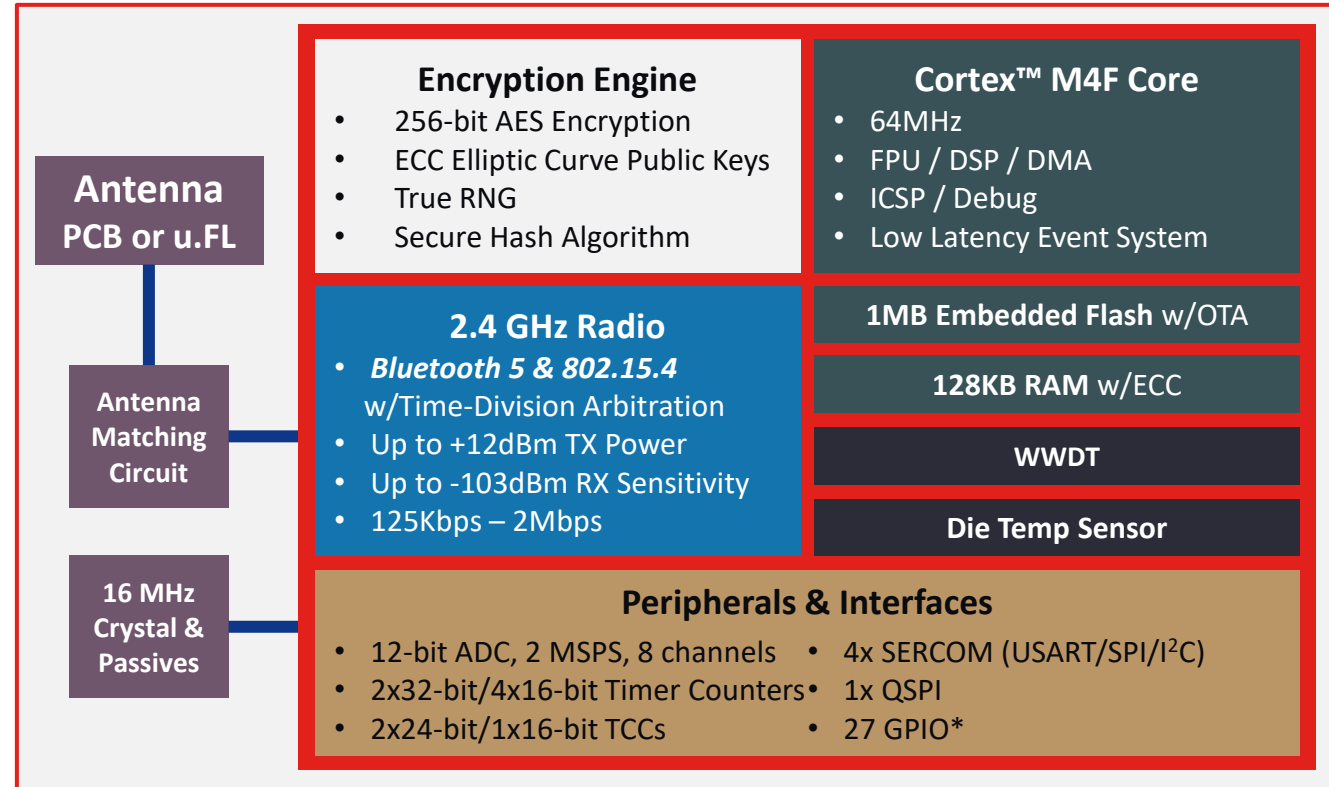 Antenna
PCB or u.FL
Antenna
Matching
Circuit
16 MHz
Crystal &
Passives
Encryption Engine
• 256-bit AES Encryption
• ECC Elliptic Curve Public Keys
• True RNG
• Secure Hash Algorithm
Cortex™ M4F Core
• 64MHz
• FPU / DSP / DMA
• ICSP / Debug
• Low Latency Event System
2.4 GHz Radio
• Bluetooth 5 & 802.15.4
w/Time-Division Arbitration
• Up to +12dBm TX Power
• Up to -103dBm RX Sensitivity
• 125Kbps – 2Mbps
1MB Embedded Flash w/OTA
128KB RAM w/ECC
WWDT
Die Temp Sensor
Peripherals & Interfaces
• 12-bit ADC, 2 MSPS, 8 channels
• 2x32-bit/4x16-bit Timer Counters
• 2x24-bit/1x16-bit TCCs
• 4x SERCOM (USART/SPI/I²C)
• 1x QSPI
• 27 GPIO*